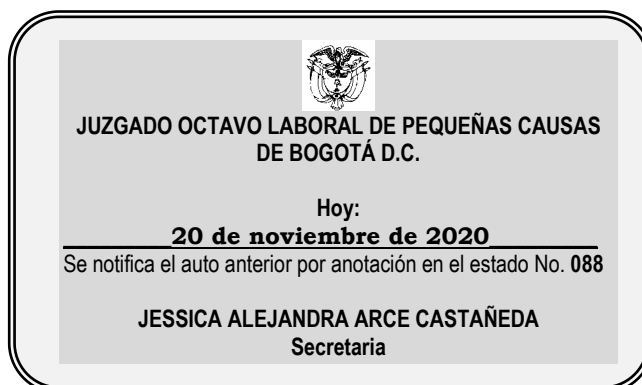 JUZGADO OCTAVO LABORAL DE PEQUEÑAS CAUSAS
DE BOGOTÁ D.C.
Hoy:
20 de noviembre de 2020
Se notifica el auto anterior por anotación en el estado No. 088
JESSICA ALEJANDRA ARCE CASTAÑEDA
Secretaria